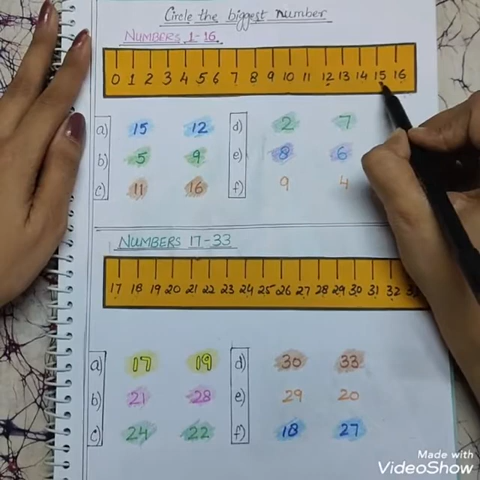 Circle the biggest number
NUMBERS 1-16
0 1 2 3 4 5 6 7 8 9 10 11 12 13 14 15 16
a) 15 12 d) 2 7
b) 5 9 e) 8 6
c) 11 16 f) 9 4
NUMBERS 17-33
17 18 19 20 21 22 23 24 25 26 27 28 29 30 31 32
a) 17 19 d) 30 33
b) 21 28 e) 29 20
c) 24 22 f) 18 27
Made with
VideoShow